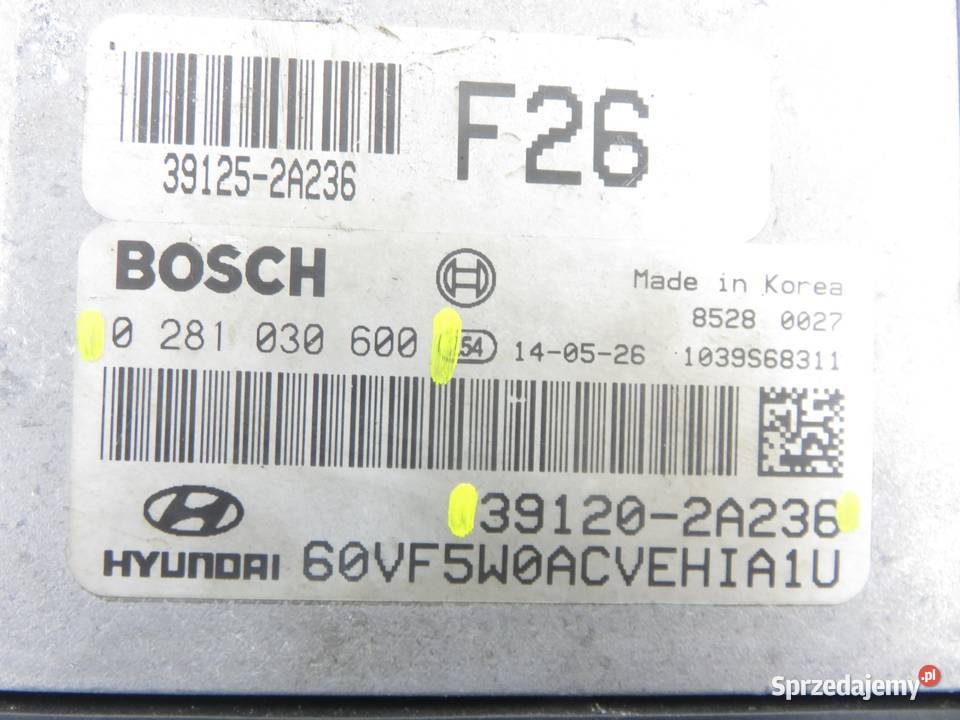 F26
39125-2A236
BOSCH
Made in Korea
8528 0027
0 281 030 600 14-05-26 1039S68311
39120-2A236
HYUNDAI 60VF5W0ACVEHIA1U
Sprzedajemy.pl